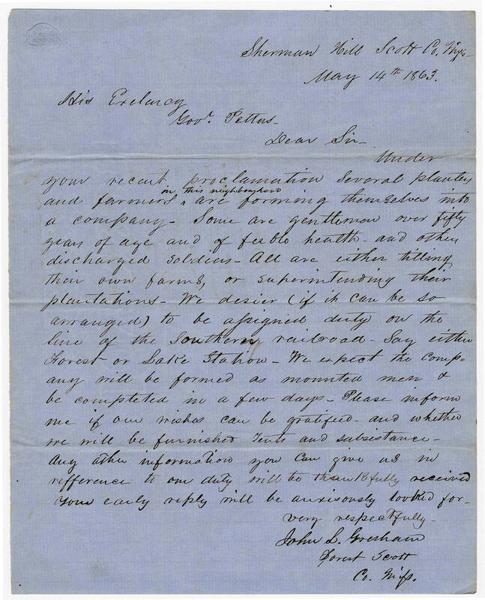 Sherman Hill Scott Co. Miss
May 14th 1863.
His Exelancy
Govr. Pettus
Dear Sir-
Under
your recent proclamation several planters
in this neighborhood
and farmers ^ are forming themselves into
a company- Some are gentlemen over fifty
years of age and of feeble health- and other
discharged soldiers- All are either tilling
their own farms, or superintending their
plantations- We desier (if it can be so
arranged) to be assigned duty on the
line of the Southern railroad- Say either
Forest or Lake Station- We expect the comp-
any will be formed as mounted men &
be completed in a few days- Please inform
me if our wishes can be gratified- and whether
we will be furnished tents and subsistance-
Any other information you can give us in
refference to our duty will be thankfully received
Your early reply will be anxiously looked for-
very respectfully-
John L. Gresham
Forest Scott
Co. Miss.